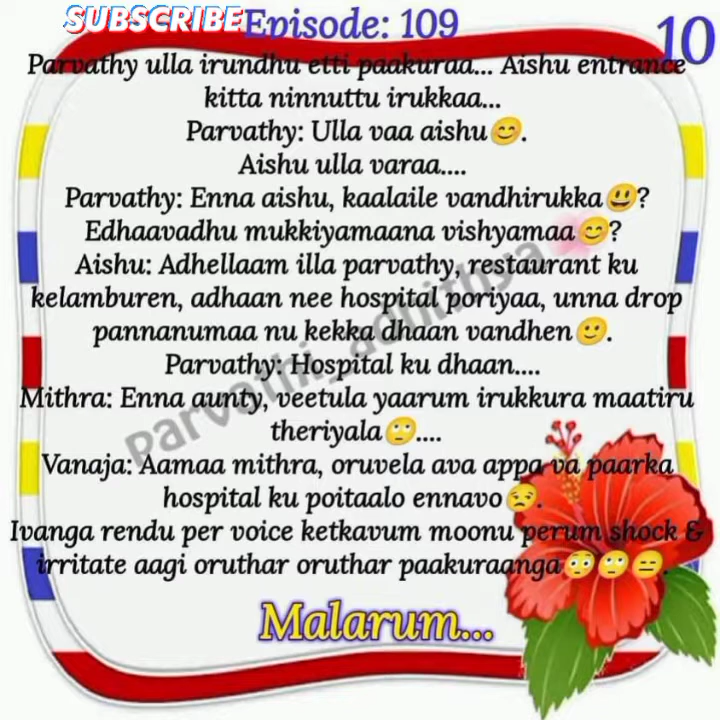 SUBSCRIBE Episode: 109
10
Parvathy ulla irundhu etti paakuraa... Aishu entrance
kitta ninnuttu irukkaa...
Parvathy: Ulla vaa aishu😊.
Aishu ulla varaa....
Parvathy: Enna aishu, kaalaile vandhirukka😃?
Edhaavadhu mukkiyamaana vishyamaa😊?
Aishu: Adhellaam illa parvathy, restaurant ku
kelamburen, adhaan nee hospital poriyaa, unna drop
pannanumaa nu kekka dhaan vandhen🙂.
Parvathy: Hospital ku dhaan....
Mithra: Enna aunty, veetula yaarum irukkura maatiru
theriyala🙄....
Vanaja: Aamaa mithra, oruvela ava appa va paarka
hospital ku poitaalo ennavo😒.
Ivanga rendu per voice ketkavum moonu perum shock &
irritate aagi oruthar oruthar paakuraanga😳🙄😑.
Malarum...
parvathi_adhithya